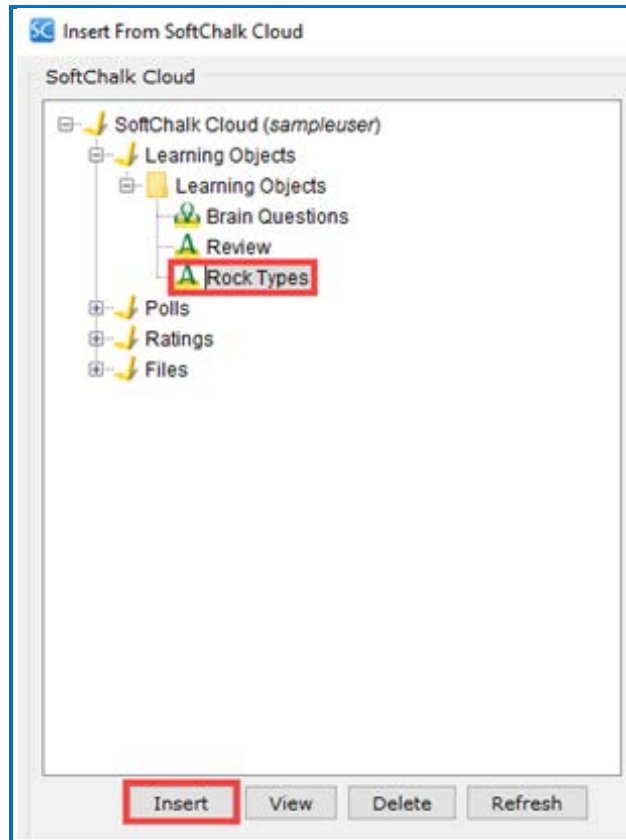 SC Insert From SoftChalk Cloud
SoftChalk Cloud
SoftChalk Cloud (sampleuser)
Learning Objects
Learning Objects
Brain Questions
A Review
A Rock Types
Polls
Ratings
Files
Insert View Delete Refresh